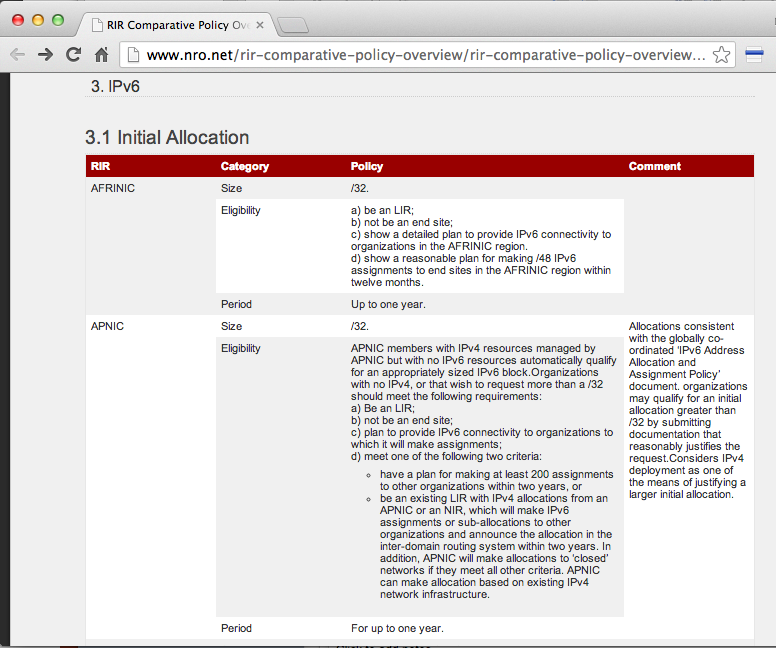 RIR Comparative Policy Ov
www.nro.net/rir-comparative-policy-overview/rir-comparative-policy-overview...
3. IPv6
3.1 Initial Allocation
RIR Category Policy Comment
AFRINIC Size /32.
Eligibility a) be an LIR;
b) not be an end site;
c) show a detailed plan to provide IPv6 connectivity to
organizations in the AFRINIC region.
d) show a reasonable plan for making /48 IPv6
assignments to end sites in the AFRINIC region within
twelve months.
Period Up to one year.
APNIC Size /32.
Eligibility APNIC members with IPv4 resources managed by
APNIC but with no IPv6 resources automatically qualify
for an appropriately sized IPv6 block.Organizations
with no IPv4, or that wish to request more than a /32
should meet the following requirements:
a) Be an LIR;
b) not be an end site;
c) plan to provide IPv6 connectivity to organizations to
which it will make assignments;
d) meet one of the following two criteria:
have a plan for making at least 200 assignments
to other organizations within two years, or
be an existing LIR with IPv4 allocations from an
APNIC or an NIR, which will make IPv6
assignments or sub-allocations to other
organizations and announce the allocation in the
inter-domain routing system within two years. In
addition, APNIC will make allocations to 'closed'
networks if they meet all other criteria. APNIC
can make allocation based on existing IPv4
network infrastructure.
Allocations consistent
with the globally co-
ordinated 'IPv6 Address
Allocation and
Assignment Policy'
document. organizations
may qualify for an initial
allocation greater than
/32 by submitting
documentation that
reasonably justifies the
request.Considers IPv4
deployment as one of
the means of justifying a
larger initial allocation.
Period For up to one year.